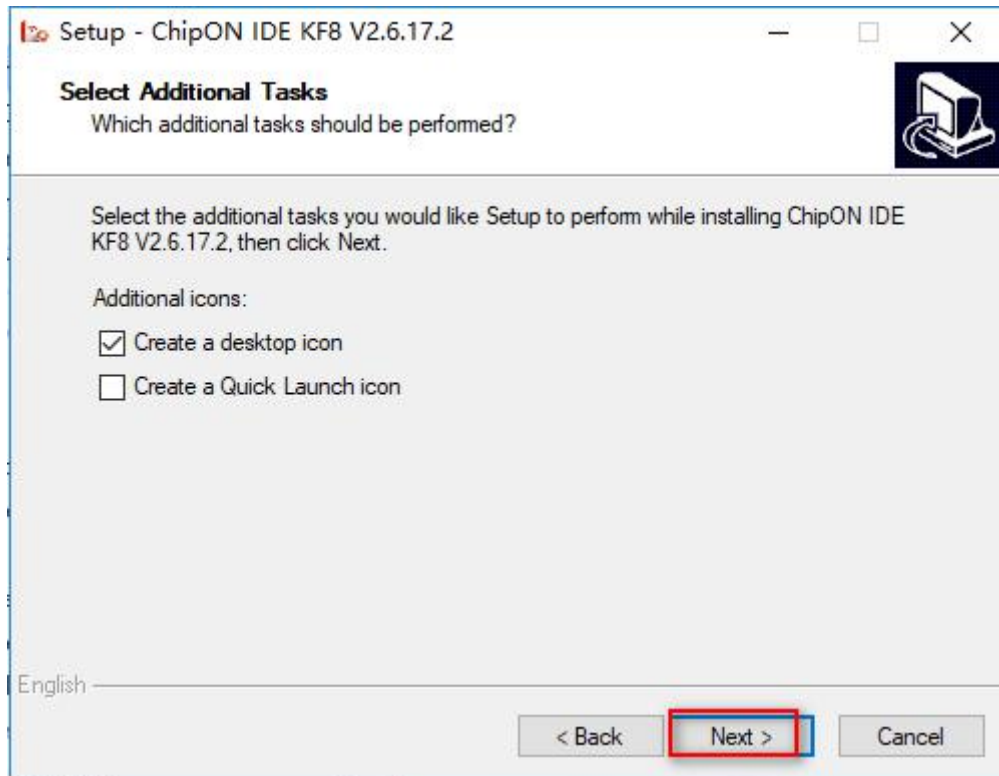 Setup - ChipON IDE KF8 V2.6.17.2
Select Additional Tasks
Which additional tasks should be performed?
Select the additional tasks you would like Setup to perform while installing ChipON IDE
KF8 V2.6.17.2, then click Next.
Additional icons:
Create a desktop icon
Create a Quick Launch icon
English
< Back
Next >
Cancel